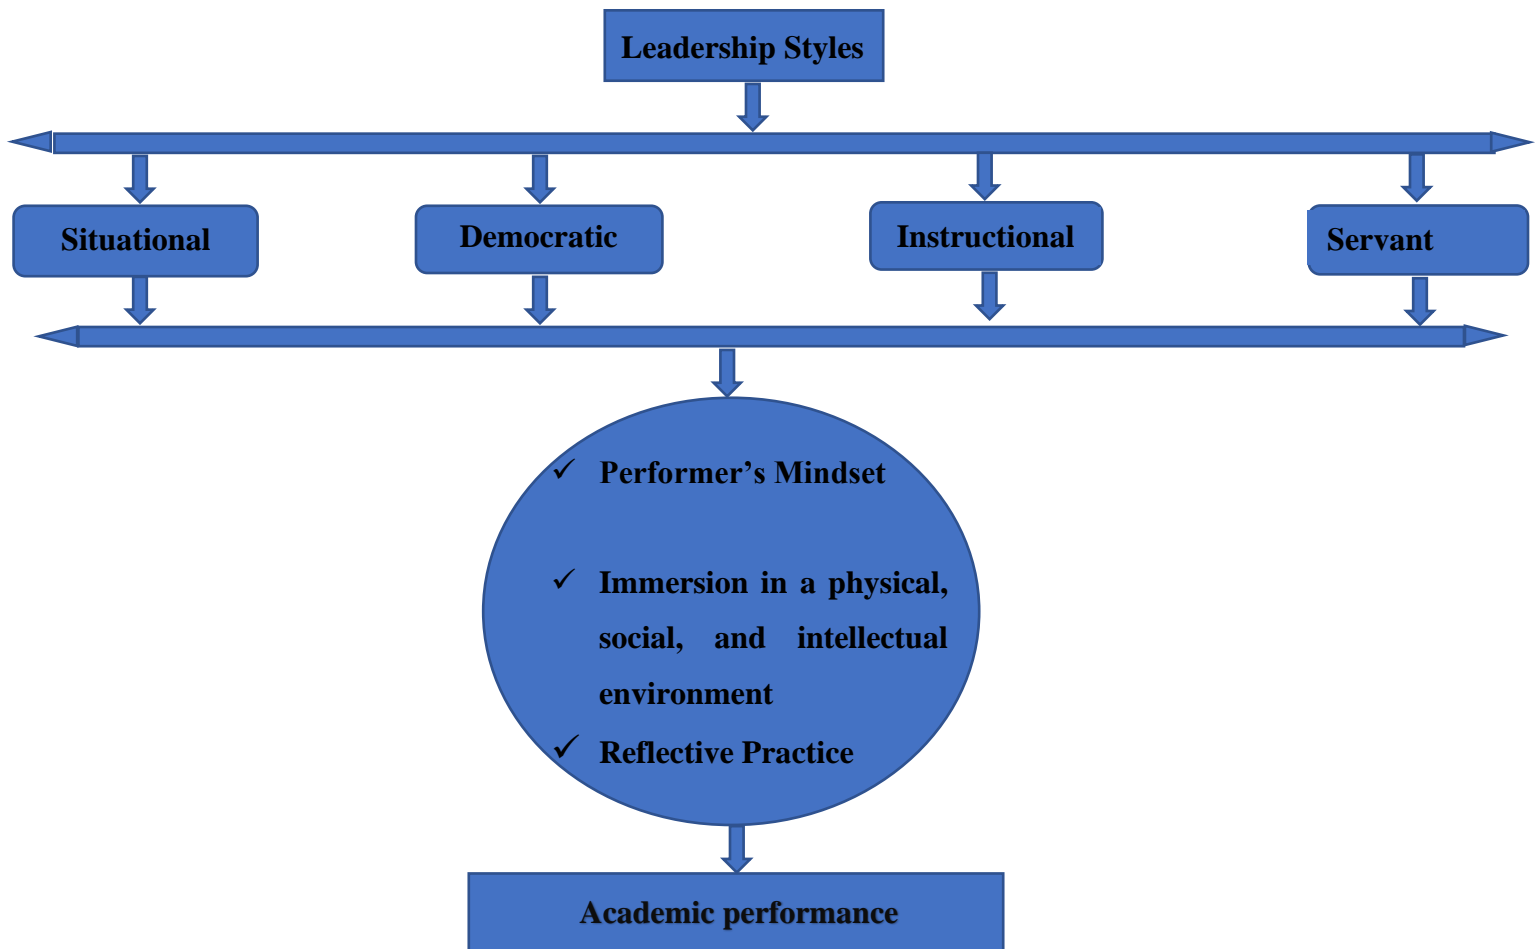 Leadership Styles
Situational
Democratic
Instructional
Servant
✓ Performer’s Mindset
✓ Immersion in a physical,
social, and intellectual
environment
✓ Reflective Practice
Academic performance